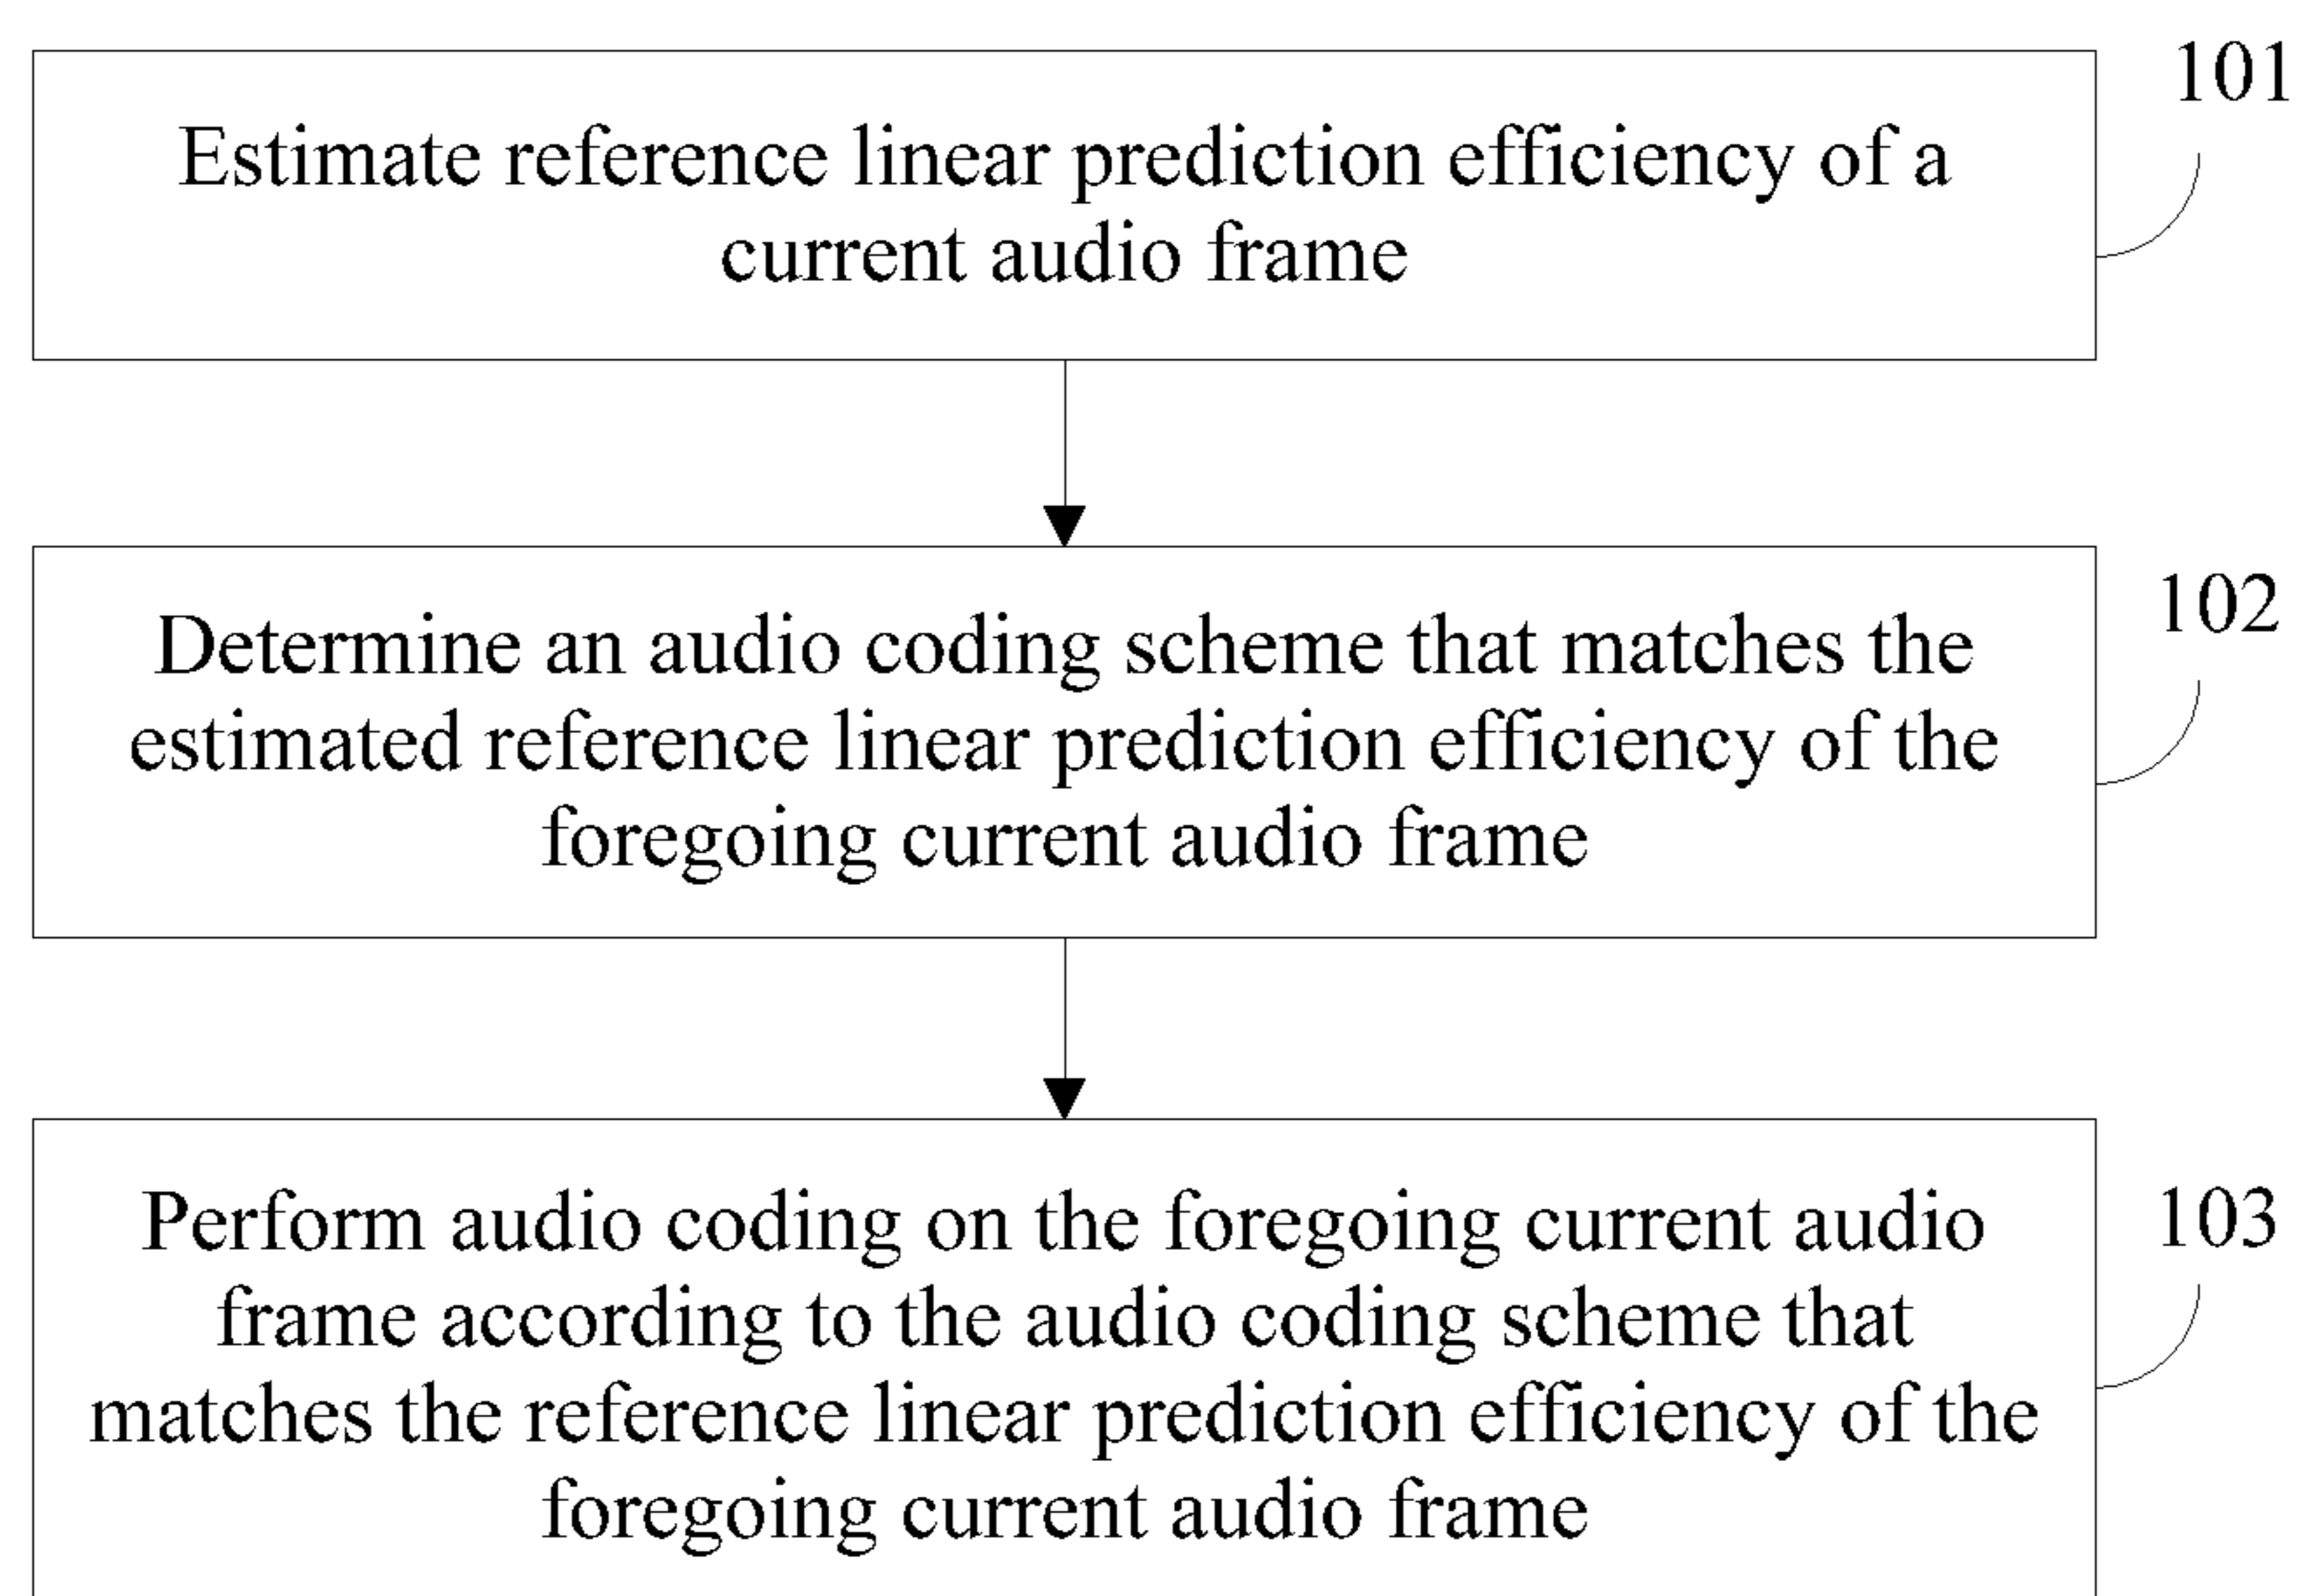 101
Estimate reference linear prediction efficiency of a
current audio frame
102
Determine an audio coding scheme that matches the
estimated reference linear prediction efficiency of the
foregoing current audio frame
103
Perform audio coding on the foregoing current audio
frame according to the audio coding scheme that
matches the reference linear prediction efficiency of the
foregoing current audio frame